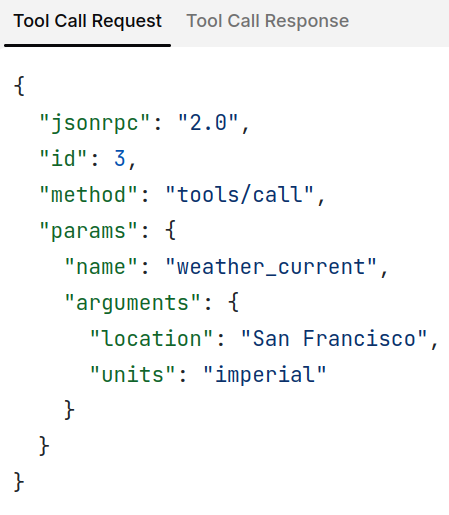 Tool Call Request Tool Call Response
{
  "jsonrpc": "2.0",
  "id": 3,
  "method": "tools/call",
  "params": {
    "name": "weather_current",
    "arguments": {
      "location": "San Francisco",
      "units": "imperial"
    }
  }
}